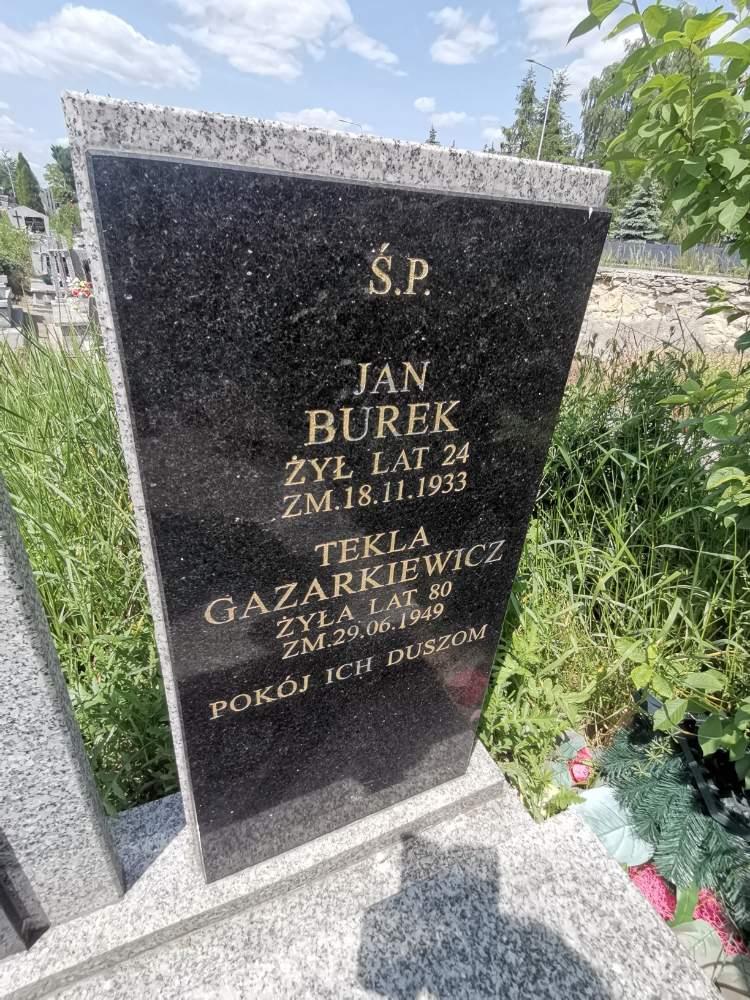 Ś.P.
JAN
BUREK
ŻYŁ LAT 24
ZM.18.11.1933
TEKLA
GAZARKIEWICZ
ŻYŁA LAT 80
ZM.29.06.1949
POKÓJ ICH DUSZOM